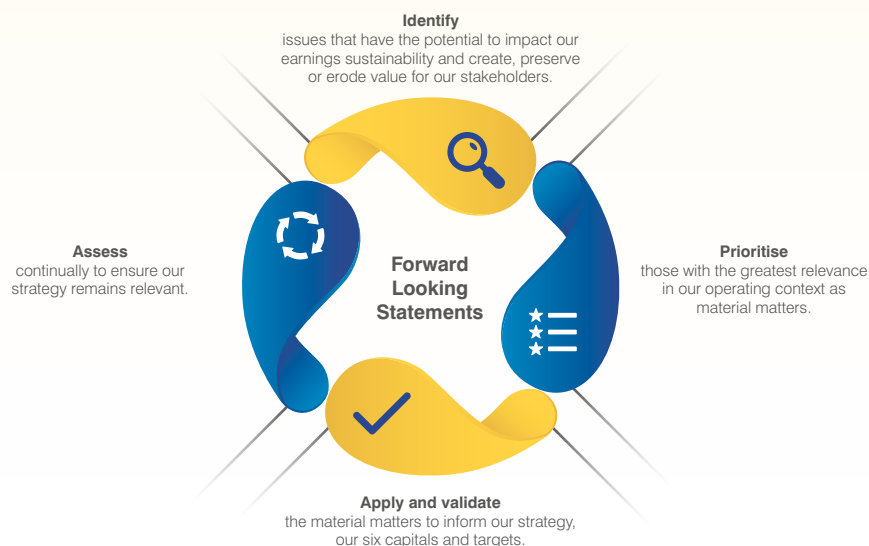 Identify
issues that have the potential to impact our
earnings sustainability and create, preserve
or erode value for our stakeholders.
Assess
continually to ensure our
strategy remains relevant.
Forward
Looking
Statements
Prioritise
those with the greatest relevance
in our operating context as
material matters.
Apply and validate
the material matters to inform our strategy,
our six capitals and targets.